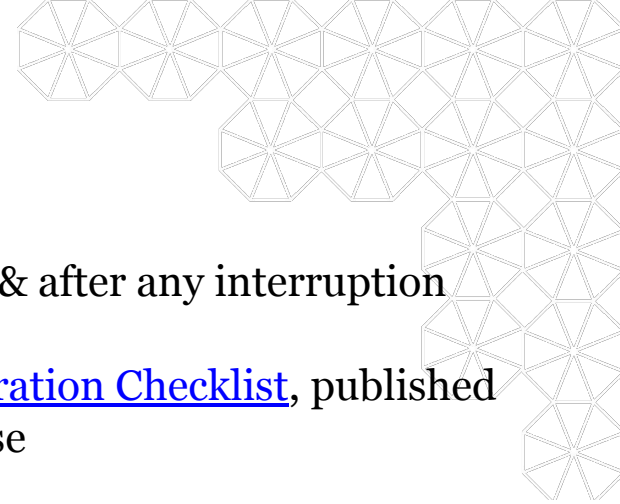 & after any interruption
ration Checklist, published
se